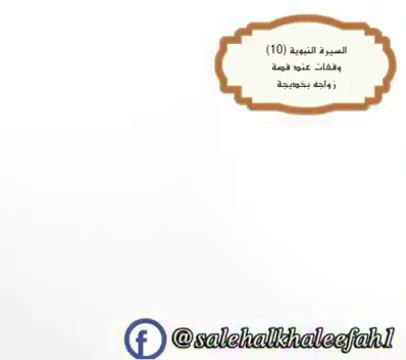 السيرة النبوية (10)
وقفات عند قصة
زواجه بخديجة
@salehalkhaleefah1